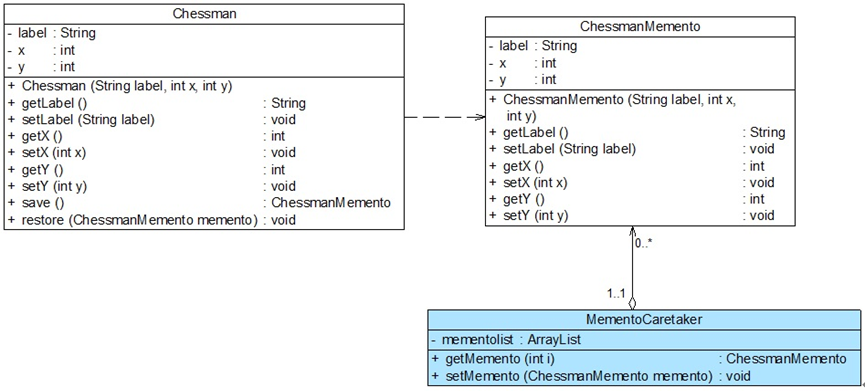 Chessman
- label : String
- x : int
- y : int
+ Chessman (String label, int x, int y)
+ getLabel () : String
+ setLabel (String label) : void
+ getX () : int
+ setX (int x) : void
+ getY () : int
+ setY (int y) : void
+ save () : ChessmanMemento
+ restore (ChessmanMemento memento) : void
ChessmanMemento
- label : String
- x : int
- y : int
+ ChessmanMemento (String label, int x,
int y)
+ getLabel () : String
+ setLabel (String label) : void
+ getX () : int
+ setX (int x) : void
+ getY () : int
+ setY (int y) : void
0..*
1..1
MementoCaretaker
- mementolist : ArrayList
+ getMemento (int i) : ChessmanMemento
+ setMemento (ChessmanMemento memento) : void